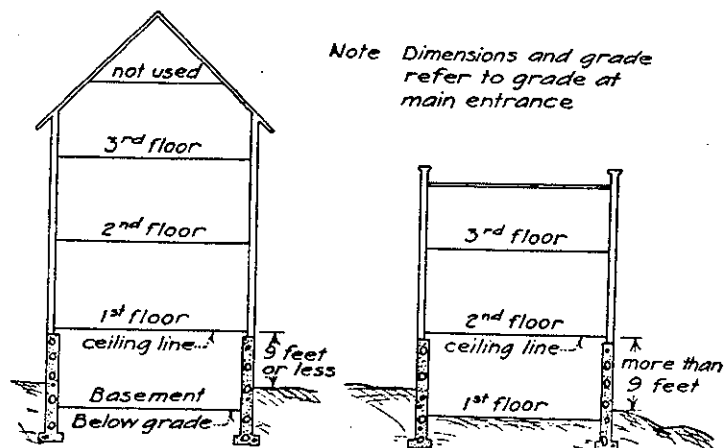 Note Dimensions and grade
refer to grade at
main entrance
not used
3rd floor
2nd floor
1st floor
ceiling line
9 feet
or less
Basement
Below grade
3rd floor
2nd floor
ceiling line
more than
9 feet
1st floor